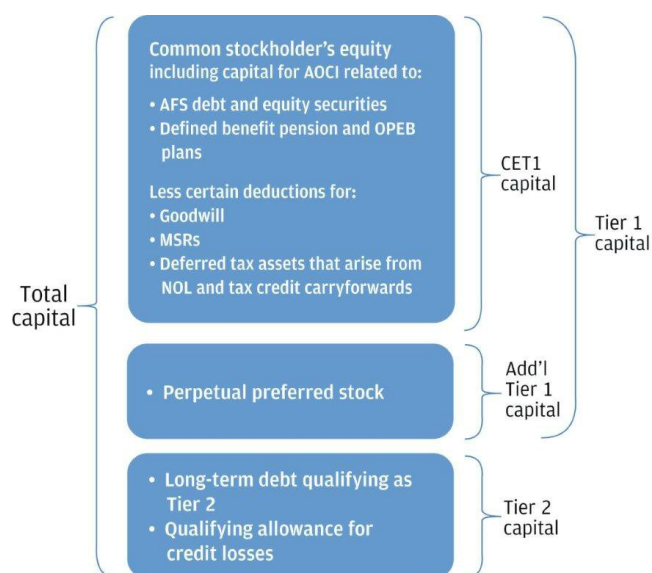 Common stockholder's equity
including capital for AOCI related to:
• AFS debt and equity securities
• Defined benefit pension and OPEB
plans
Less certain deductions for:
• Goodwill
• MSRs
• Deferred tax assets that arise from
NOL and tax credit carryforwards
CET1
capital
Tier 1
capital
Total
capital
• Perpetual preferred stock
Add'l
Tier 1
capital
• Long-term debt qualifying as
Tier 2
• Qualifying allowance for
credit losses
Tier 2
capital